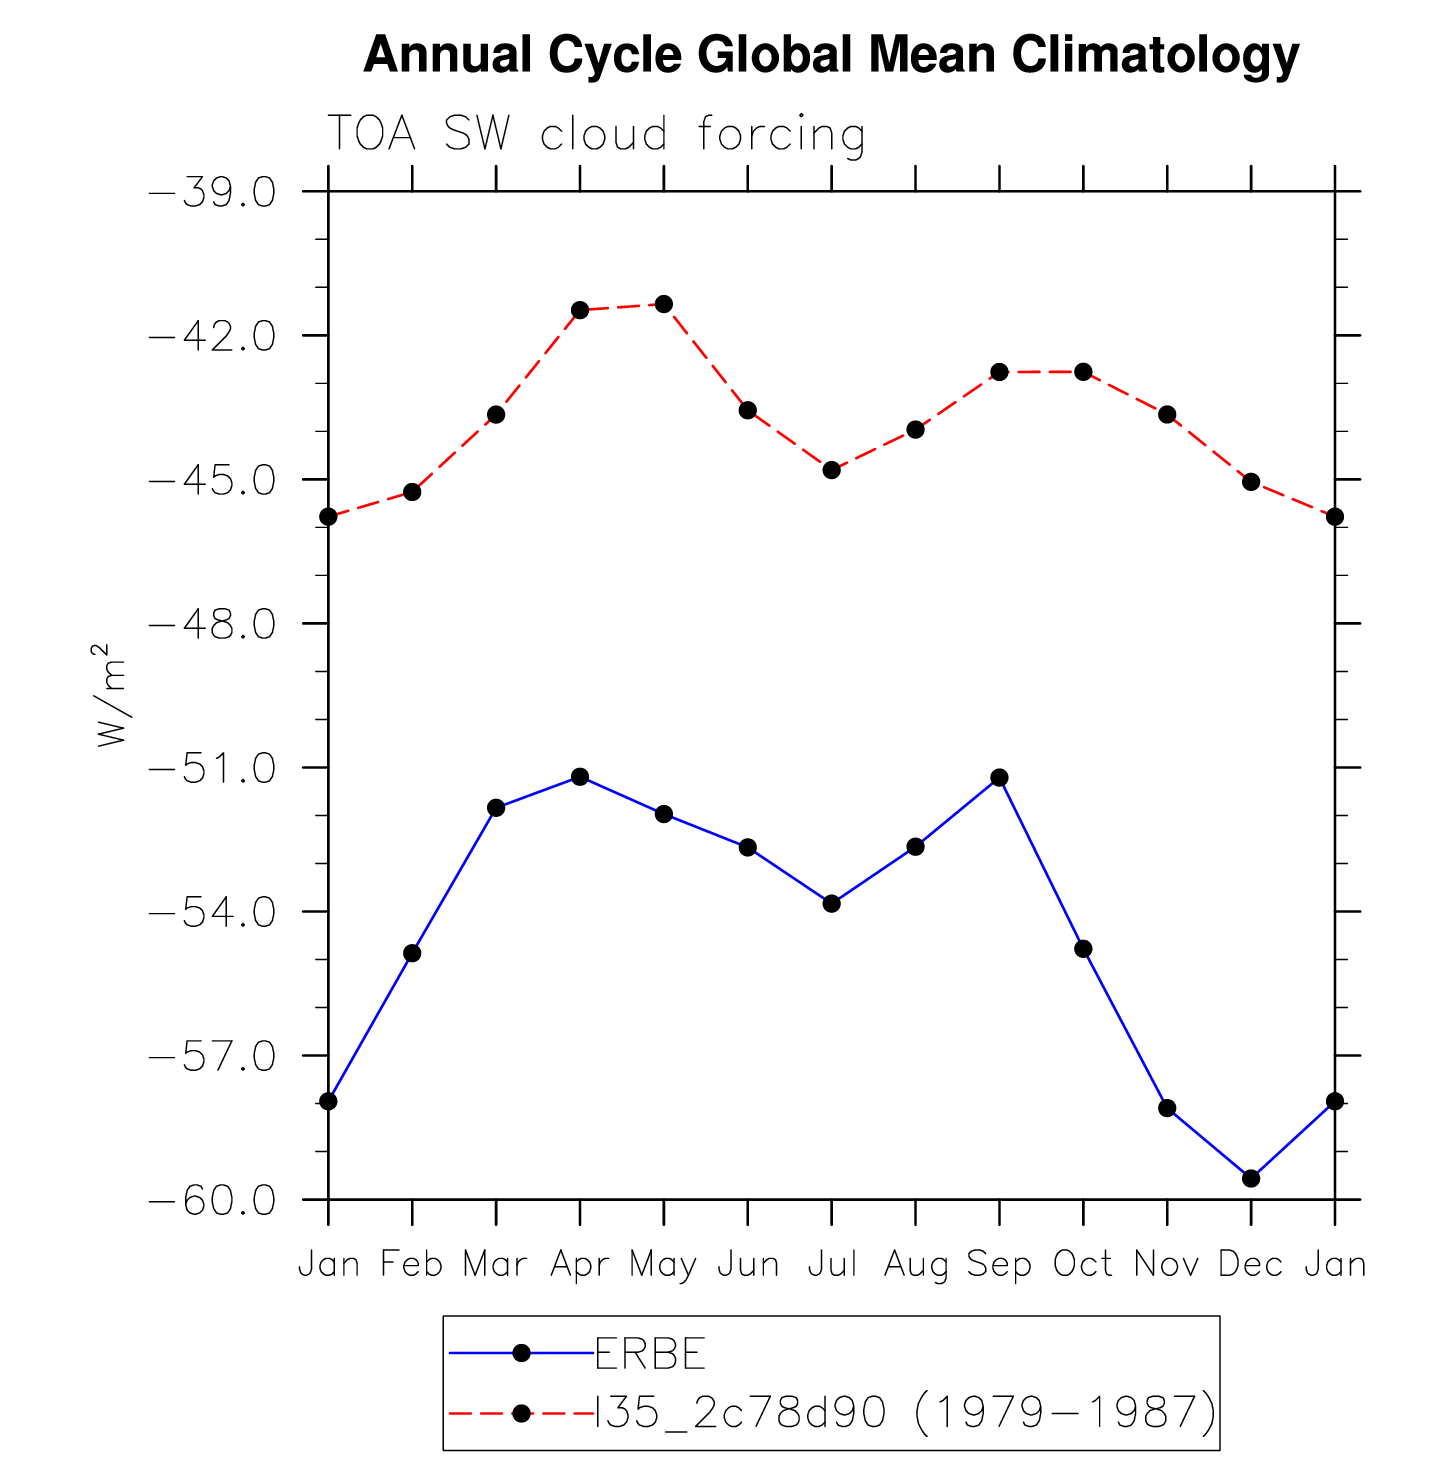 Annual Cycle Global Mean Climatology
TOA SW cloud forcing
−39.0
−42.0
−45.0
−48.0
−51.0
−54.0
−57.0
−60.0
W/m²
Jan Feb Mar Apr May Jun Jul Aug Sep Oct Nov Dec Jan
ERBE
I35_2c78d90 (1979−1987)